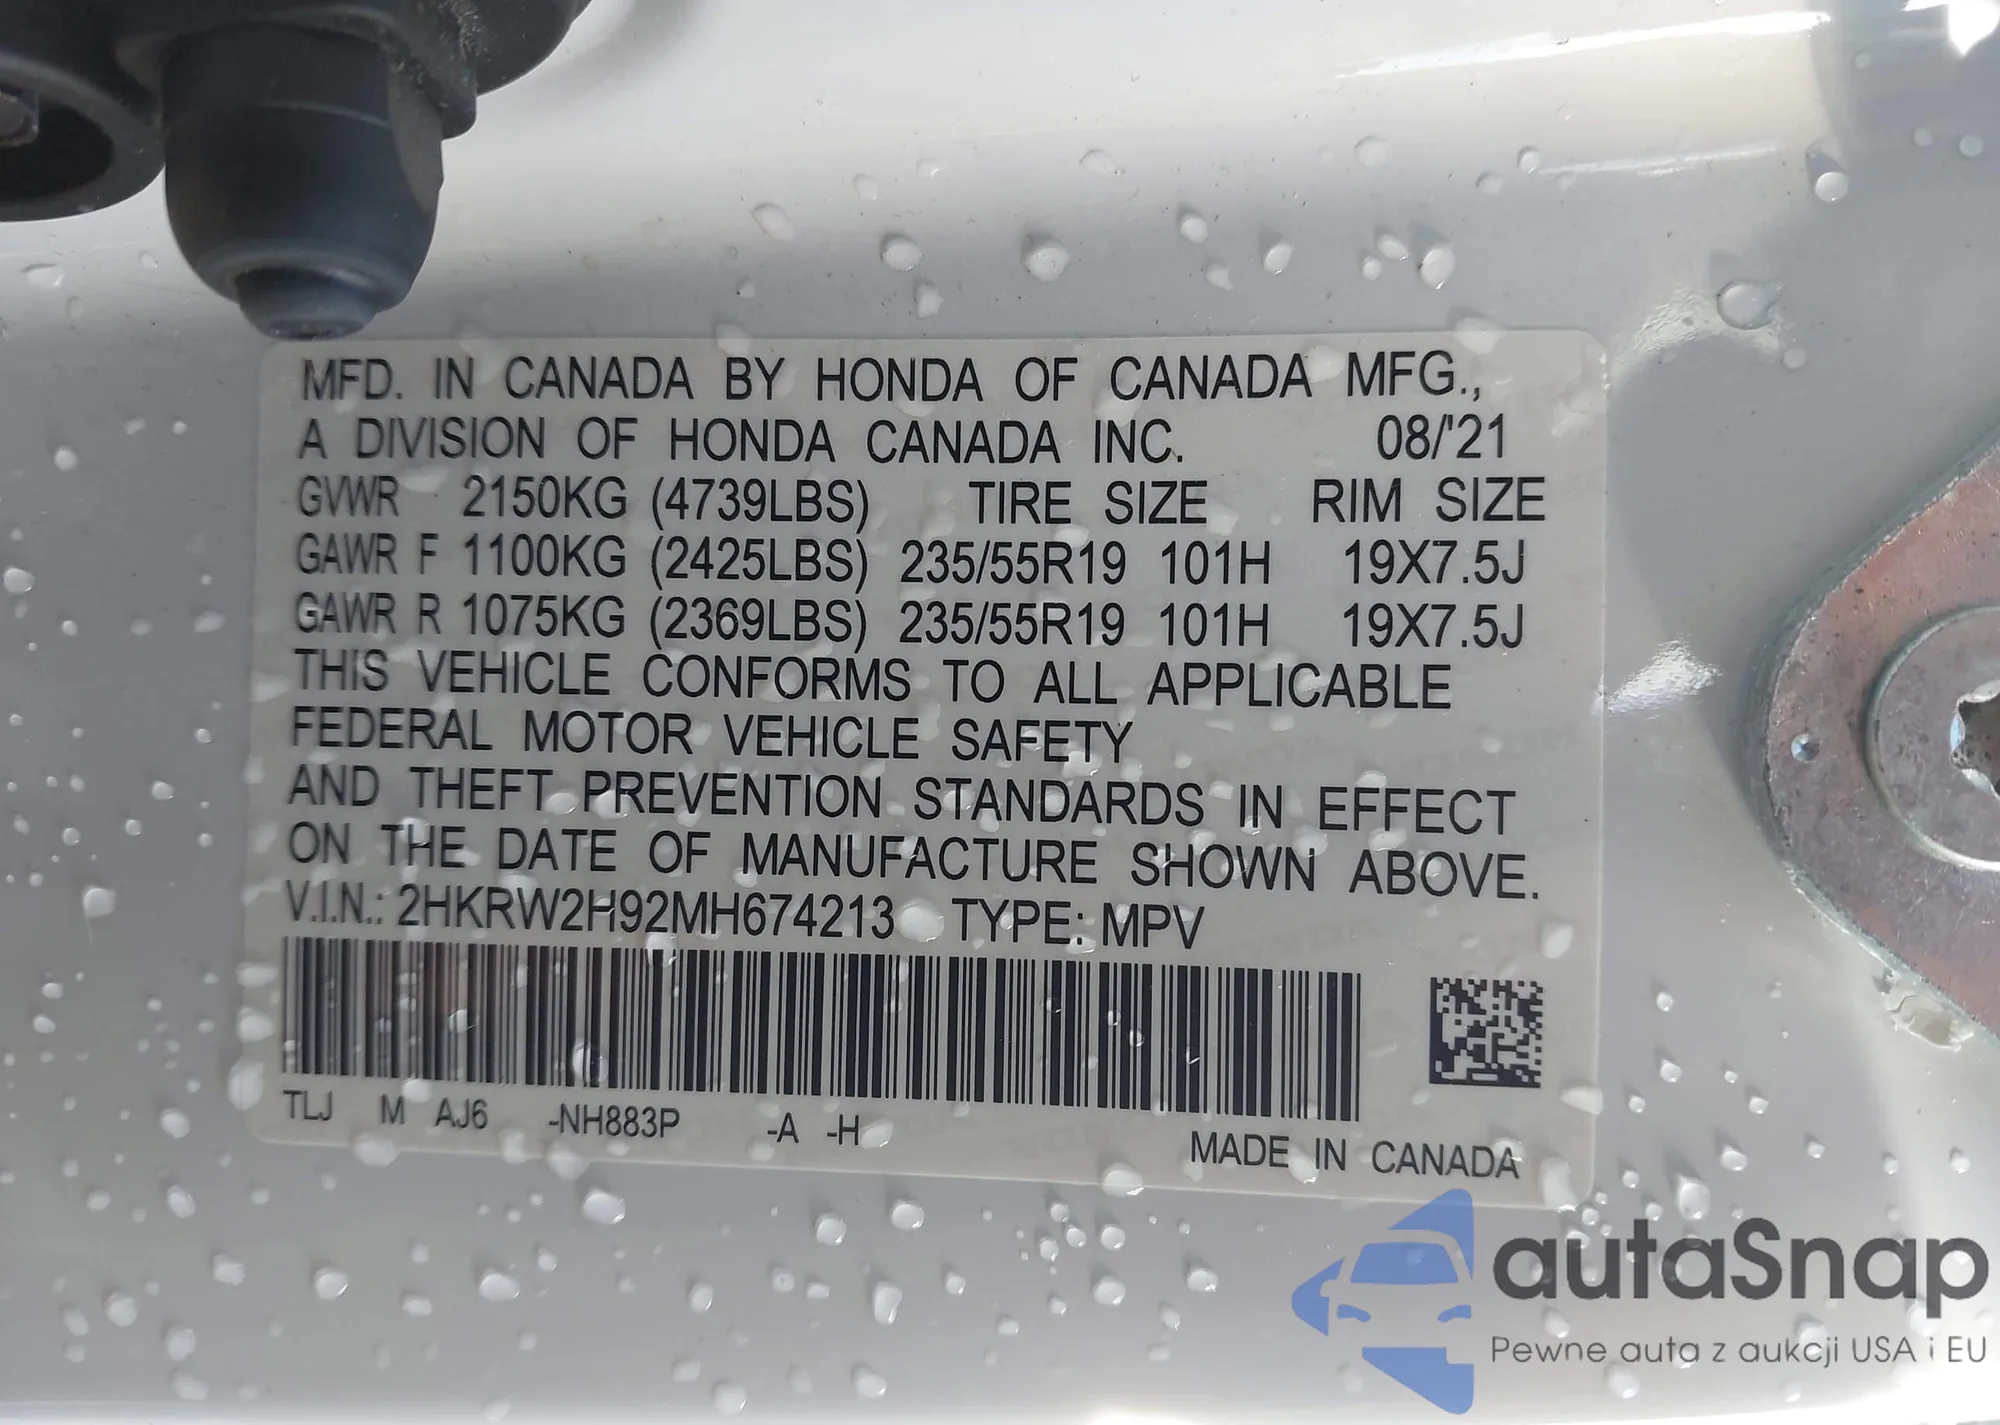 MFD. IN CANADA BY HONDA OF CANADA MFG.,
A DIVISION OF HONDA CANADA INC. 08/'21
GVWR 2150KG (4739LBS) TIRE SIZE RIM SIZE
GAWR F 1100KG (2425LBS) 235/55R19 101H 19X7.5J
GAWR R 1075KG (2369LBS) 235/55R19 101H 19X7.5J
THIS VEHICLE CONFORMS TO ALL APPLICABLE
FEDERAL MOTOR VEHICLE SAFETY
AND THEFT PREVENTION STANDARDS IN EFFECT
ON THE DATE OF MANUFACTURE SHOWN ABOVE.
V.I.N.: 2HKRW2H92MH674213 TYPE: MPV
TLJ M AJ6 -NH883P -A -H
MADE IN CANADA
autaSnap
Pewne auta z aukcji USA i EU